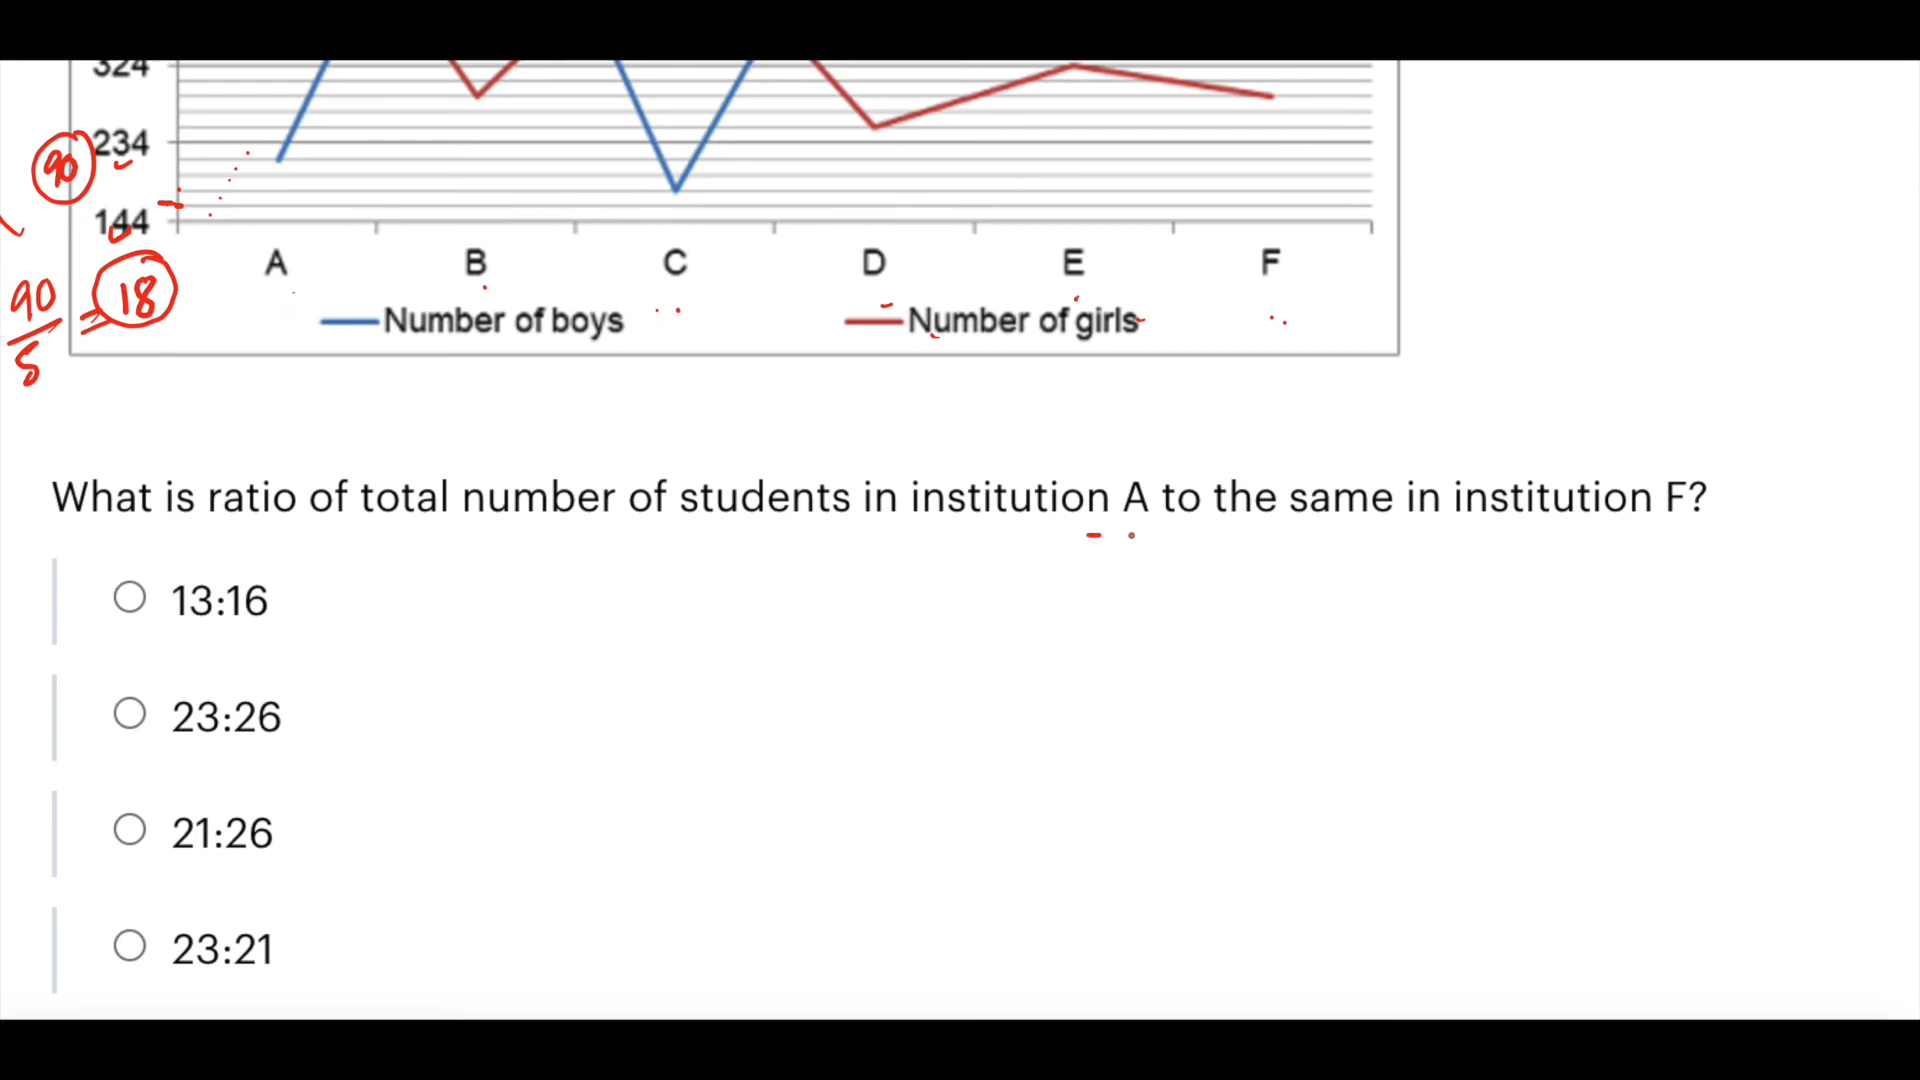 324
90
234
144
A B C D E F
90/5 = 18
Number of boys Number of girls
What is ratio of total number of students in institution A to the same in institution F?
13:16
23:26
21:26
23:21